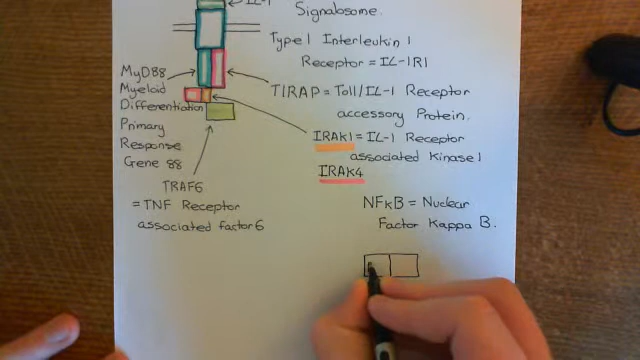 IL-1
Signalosome.
Type 1 Interleukin 1
Receptor = IL-1R1
MyD88
Myeloid
Differentiation
Primary
Response
Gene 88
TIRAP = Toll/IL-1 Receptor
accessory Protein.
IRAK1 = IL-1 Receptor
associated Kinase 1
IRAK4
TRAF6
= TNF Receptor
associated factor 6
NFκB = Nuclear
Factor Kappa B.